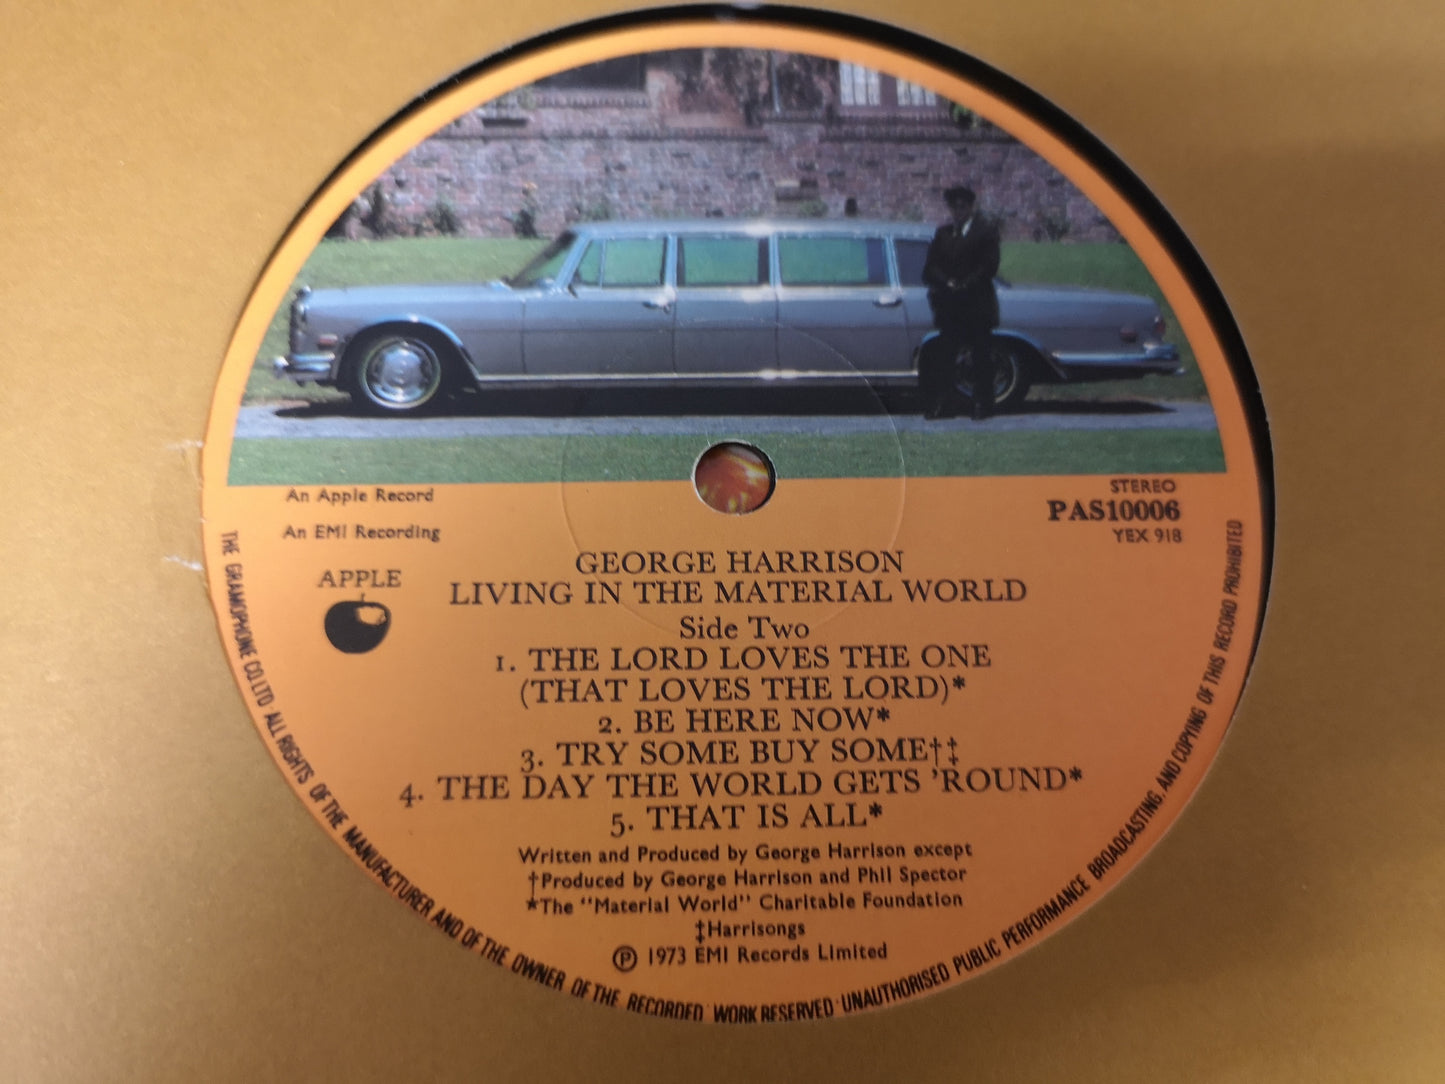 An Apple Record
An EMI Recording
APPLE
STEREO
PAS10006
YEX 918
GEORGE HARRISON
LIVING IN THE MATERIAL WORLD
Side Two
1. THE LORD LOVES THE ONE
(THAT LOVES THE LORD)*
2. BE HERE NOW*
3. TRY SOME BUY SOME†‡
4. THE DAY THE WORLD GETS 'ROUND*
5. THAT IS ALL*
Written and Produced by George Harrison except
†Produced by George Harrison and Phil Spector
*The "Material World" Charitable Foundation
‡Harrisongs
Ⓟ 1973 EMI Records Limited
THE GRAMOPHONE CO. LTD. ALL RIGHTS OF THE MANUFACTURER AND OF THE OWNER OF THE RECORDED WORK RESERVED · UNAUTHORISED PUBLIC PERFORMANCE BROADCASTING AND COPYING OF THIS RECORD PROHIBITED